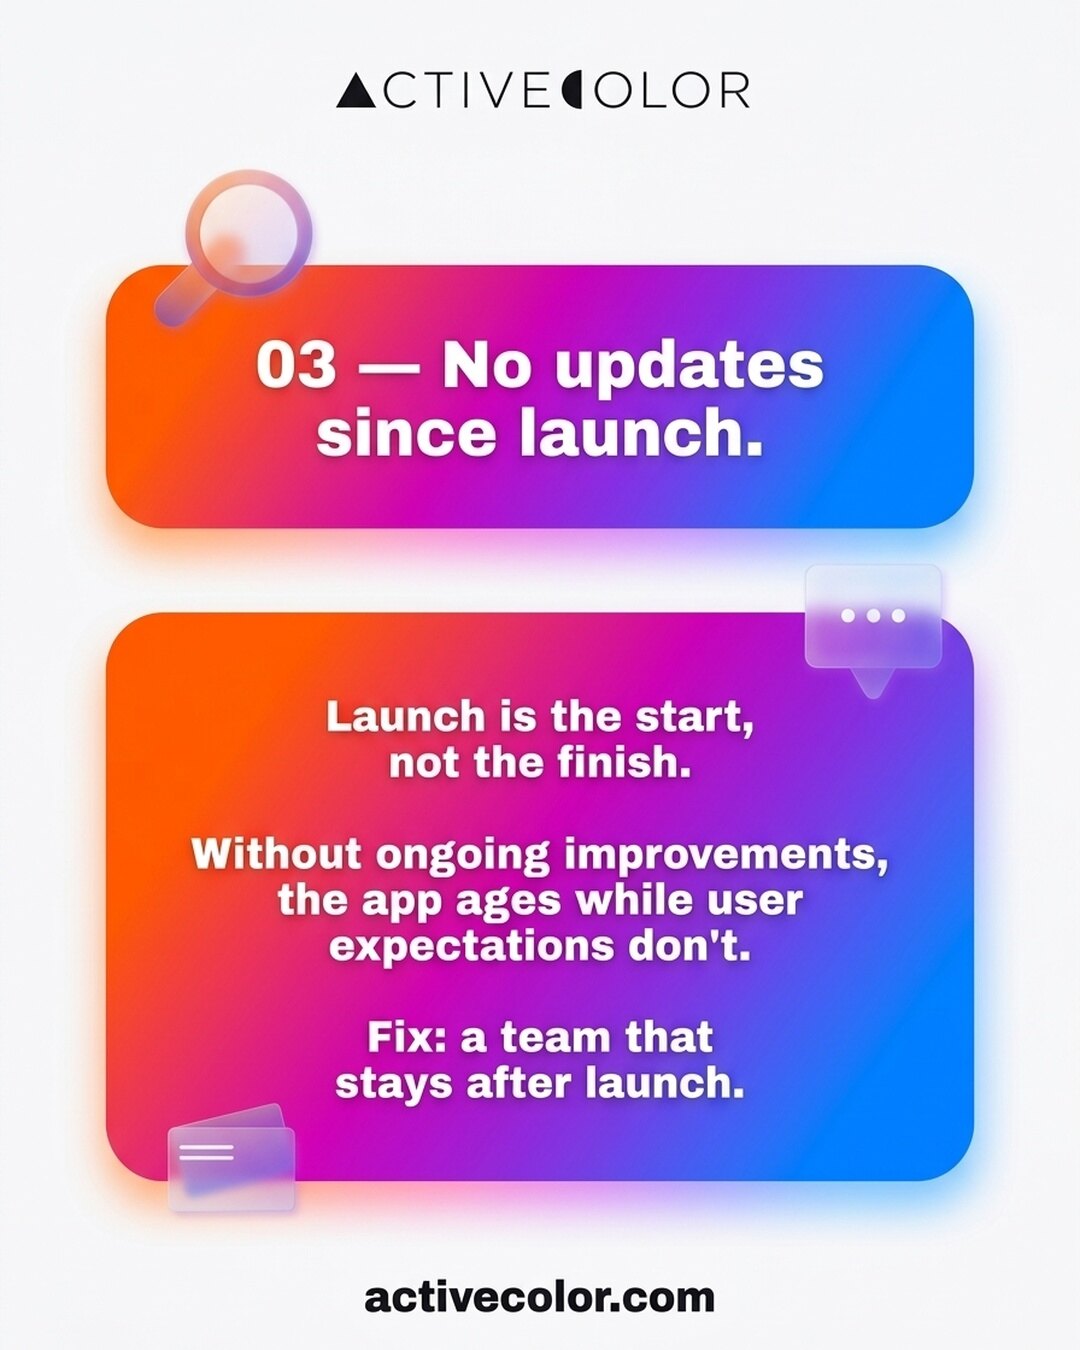 ACTIVECOLOR
03 — No updates
since launch.
Launch is the start,
not the finish.
Without ongoing improvements,
the app ages while user
expectations don't.
Fix: a team that
stays after launch.
activecolor.com